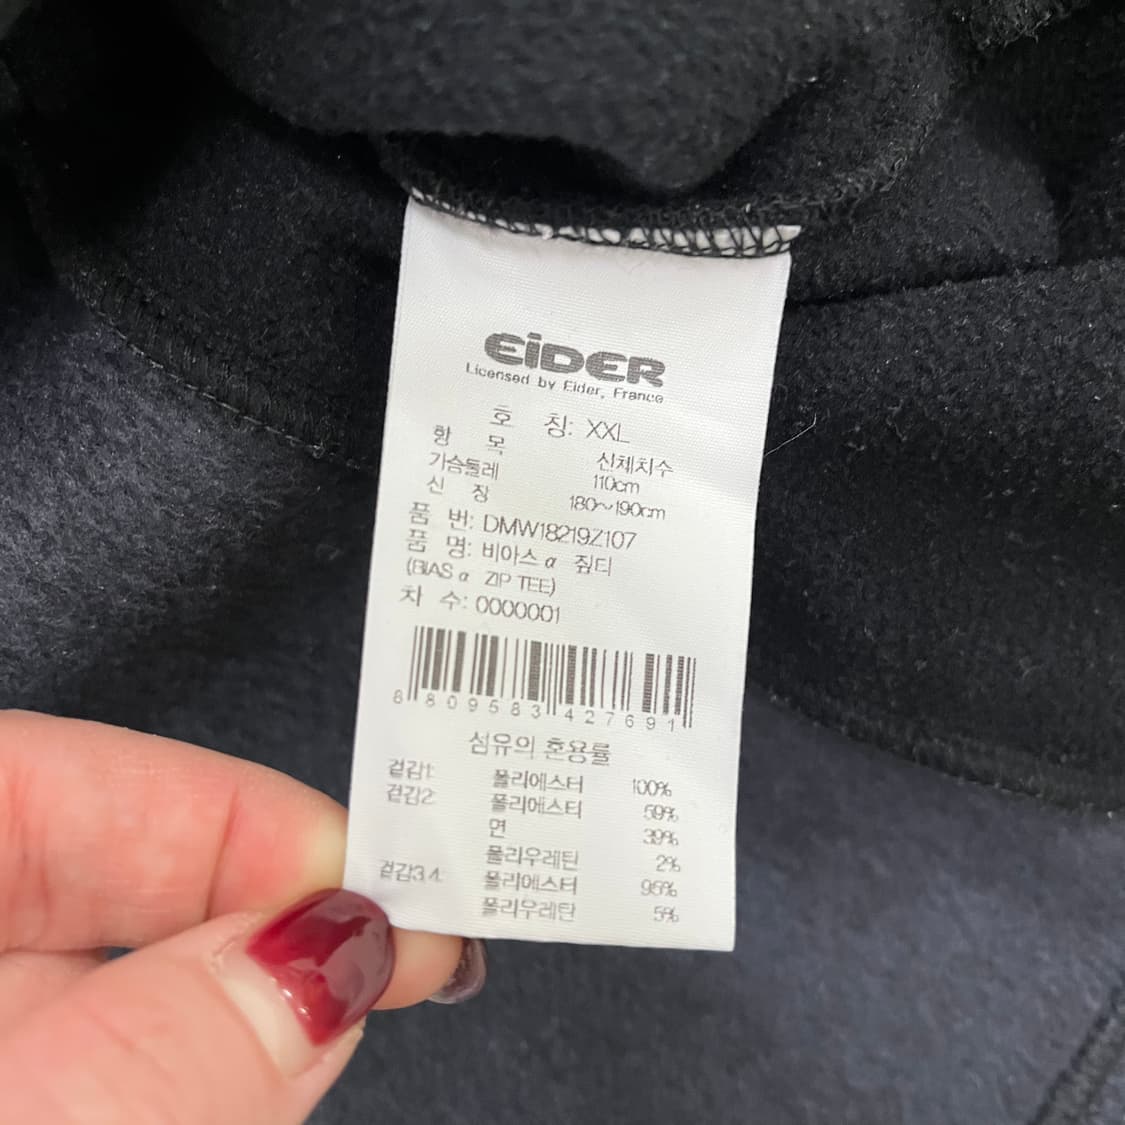 EiDER
Licensed by Eider, France
호 칭: XXL
항 목 신체치수
가슴둘레 110cm
신 장 180~190cm
품 번: DMW18219Z107
품 명: 비아스 α 짚티
(BIAS α ZIP TEE)
차 수: 0000001
8 809583 427691
섬유의 혼용률
겉감1: 폴리에스터 100%
겉감2: 폴리에스터 59%
면 39%
폴리우레탄 2%
겉감3,4: 폴리에스터 95%
폴리우레탄 5%